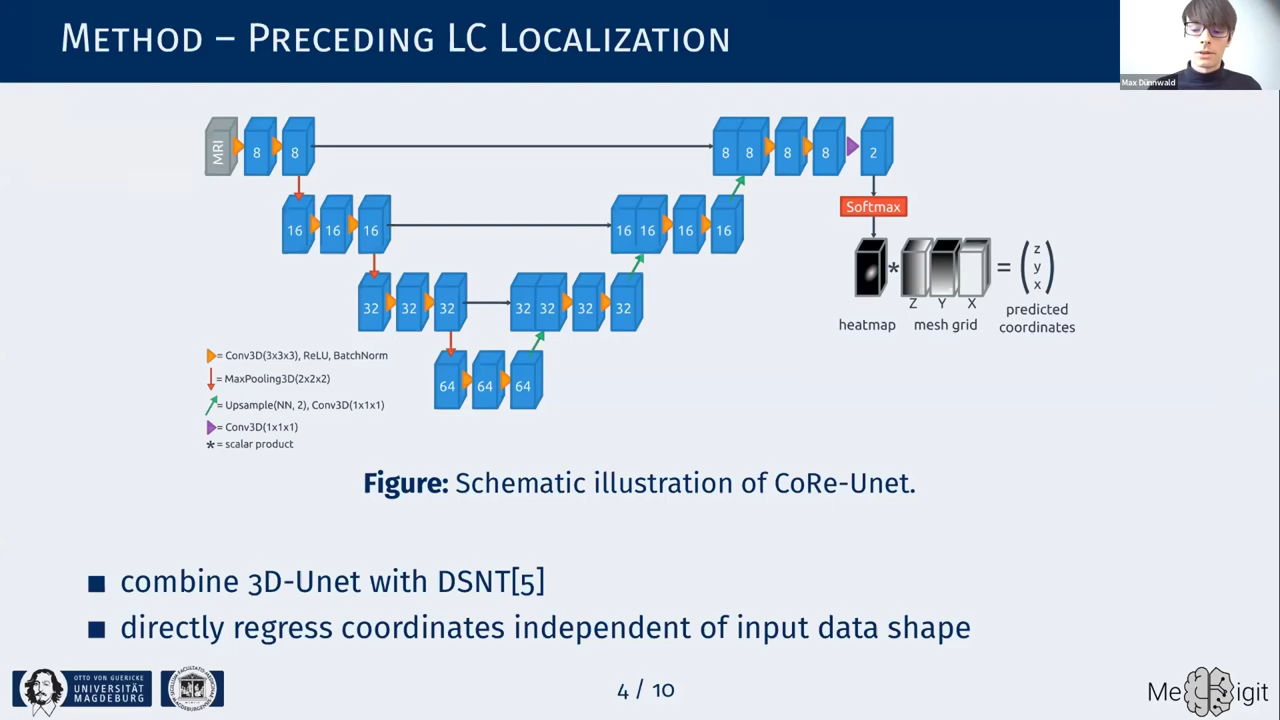 METHOD – PRECEDING LC LOCALIZATION
Max Dünnwald
MRI 8 8 8 8 8 8 2
Softmax
16 16 16 16 16 16 16
32 32 32 32 32 32 32
64 64 64
* = ( z y x )
Z Y X
heatmap mesh grid predicted coordinates
= Conv3D(3x3x3), ReLU, BatchNorm
= MaxPooling3D(2x2x2)
= Upsample(NN, 2), Conv3D(1x1x1)
= Conv3D(1x1x1)
* = scalar product
Figure: Schematic illustration of CoRe-Unet.
combine 3D-Unet with DSNT[5]
directly regress coordinates independent of input data shape
OTTO VON GUERICKE
UNIVERSITÄT
MAGDEBURG
4 / 10
Me igit